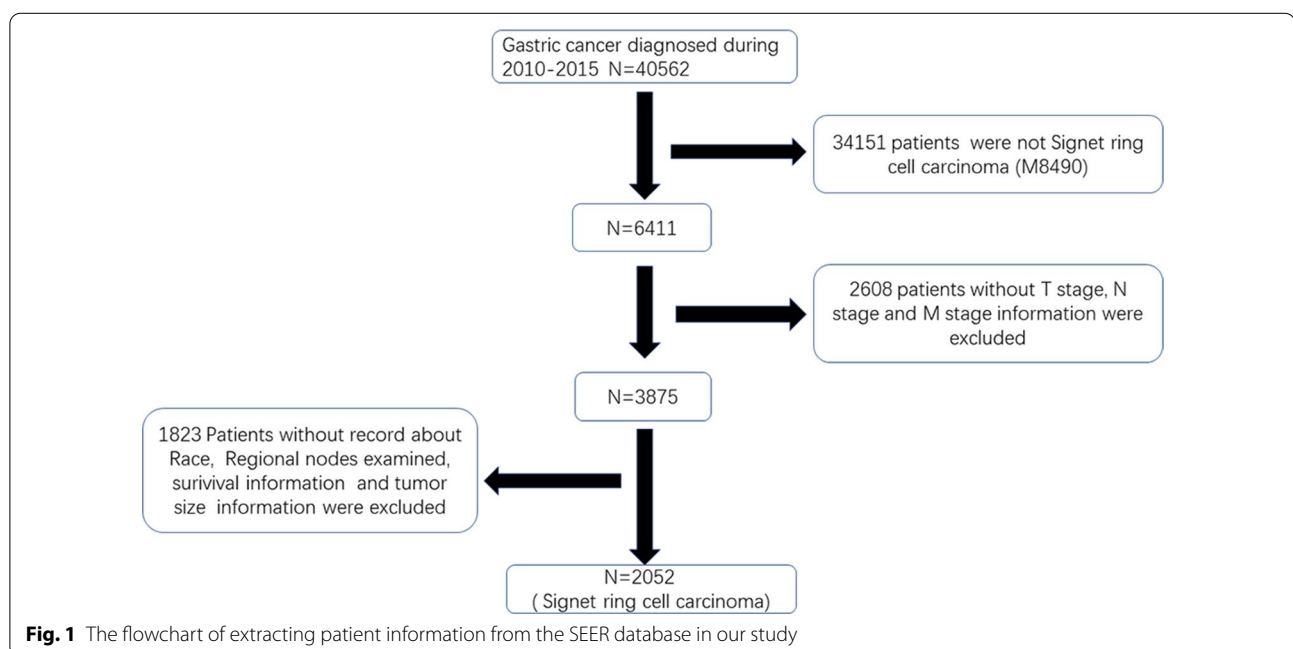 Gastric cancer diagnosed during
2010-2015 N=40562
34151 patients were not Signet ring
cell carcinoma (M8490)
N=6411
2608 patients without T stage, N
stage and M stage information were
excluded
N=3875
1823 Patients without record about
Race, Regional nodes examined,
surivival information and tumor
size information were excluded
N=2052
( Signet ring cell carcinoma)
Fig. 1 The flowchart of extracting patient information from the SEER database in our study